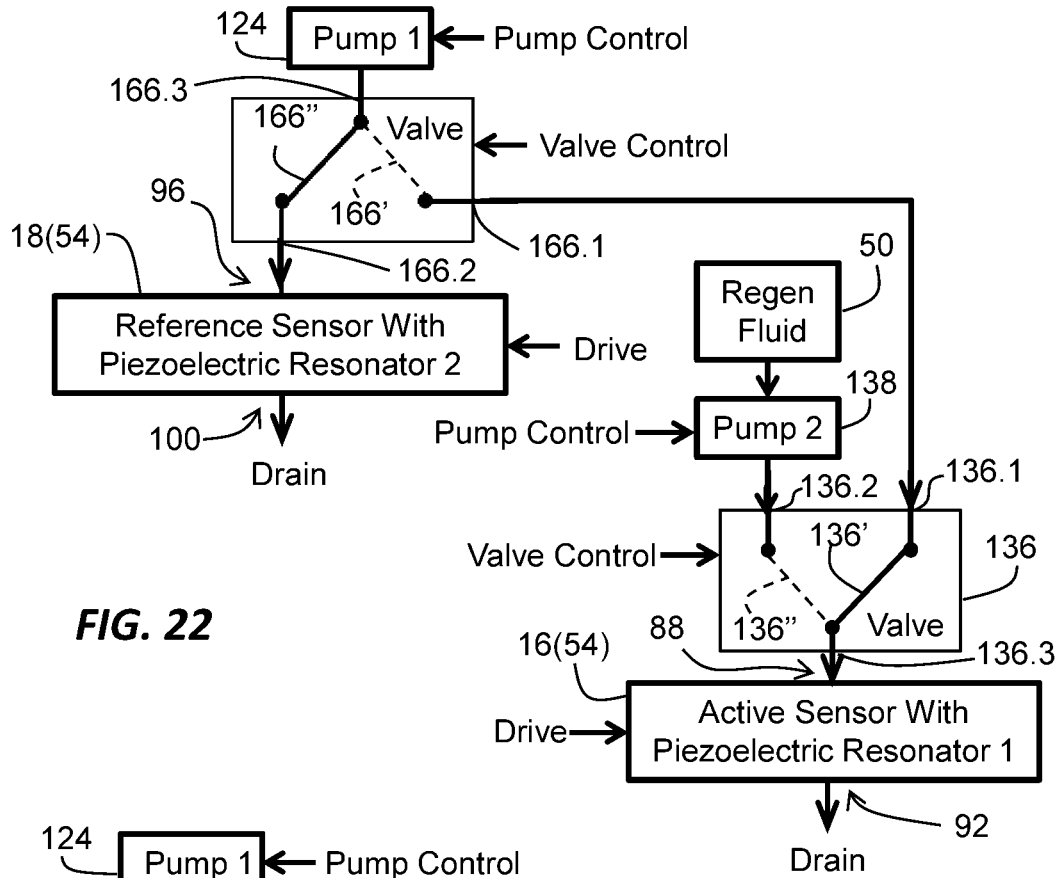 124
Pump 1
Pump Control
166.3
166”
Valve
Valve Control
96
166’
166.1
18(54)
166.2
50
Reference Sensor With
Piezoelectric Resonator 2
Drive
Regen
Fluid
138
100
Pump Control
Pump 2
Drain
136.2
136.1
Valve Control
136’
136
FIG. 22
136”
Valve
16(54)
88
136.3
Drive
Active Sensor With
Piezoelectric Resonator 1
92
Drain
124
Pump 1
Pump Control